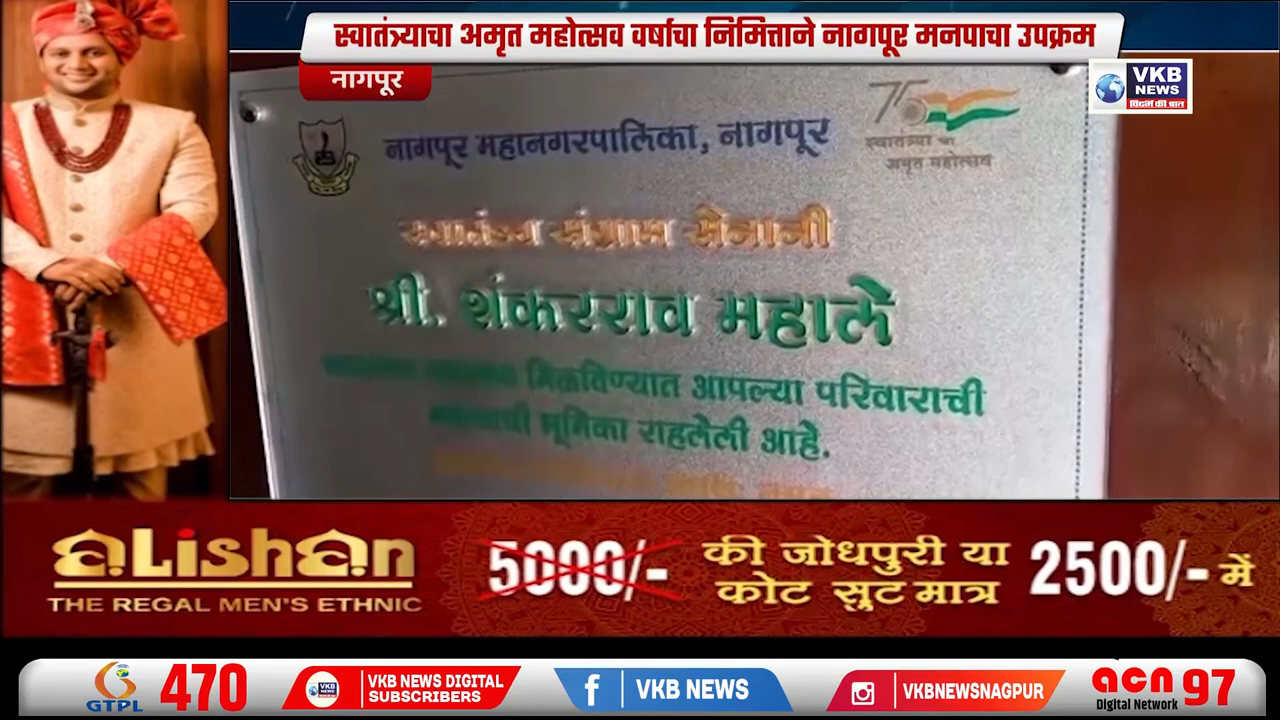 स्वातंत्र्याचा अमृत महोत्सव वर्षाचा निमित्ताने नागपूर मनपाचा उपक्रम
नागपूर
VKB
NEWS
विदर्भ की बात
75
स्वातंत्र्या चा
अमृत महोत्सव
नागपूर महानगरपालिका, नागपूर
स्वातंत्र्य संग्राम सेनानी
श्री. शंकरराव महाले
मिळविण्यात आपल्या परिवाराची
भूमिका राहलेली आहे.
aLishan
THE REGAL MEN'S ETHNIC
5000/- की जोधपुरी या
कोट सुट मात्र 2500/- में
GTPL 470
VKB NEWS DIGITAL
SUBSCRIBERS
VKB NEWS
VKBNEWSNAGPUR
acn 97
Digital Network